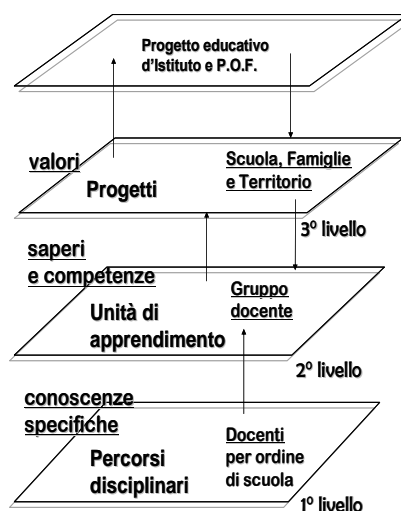 Progetto educativo
d'Istituto e P.O.F.
valori
Progetti
Scuola, Famiglie
e Territorio
3° livello
saperi
e competenze
Unità di
apprendimento
Gruppo
docente
2° livello
conoscenze
specifiche
Percorsi
disciplinari
Docenti
per ordine
di scuola
1° livello